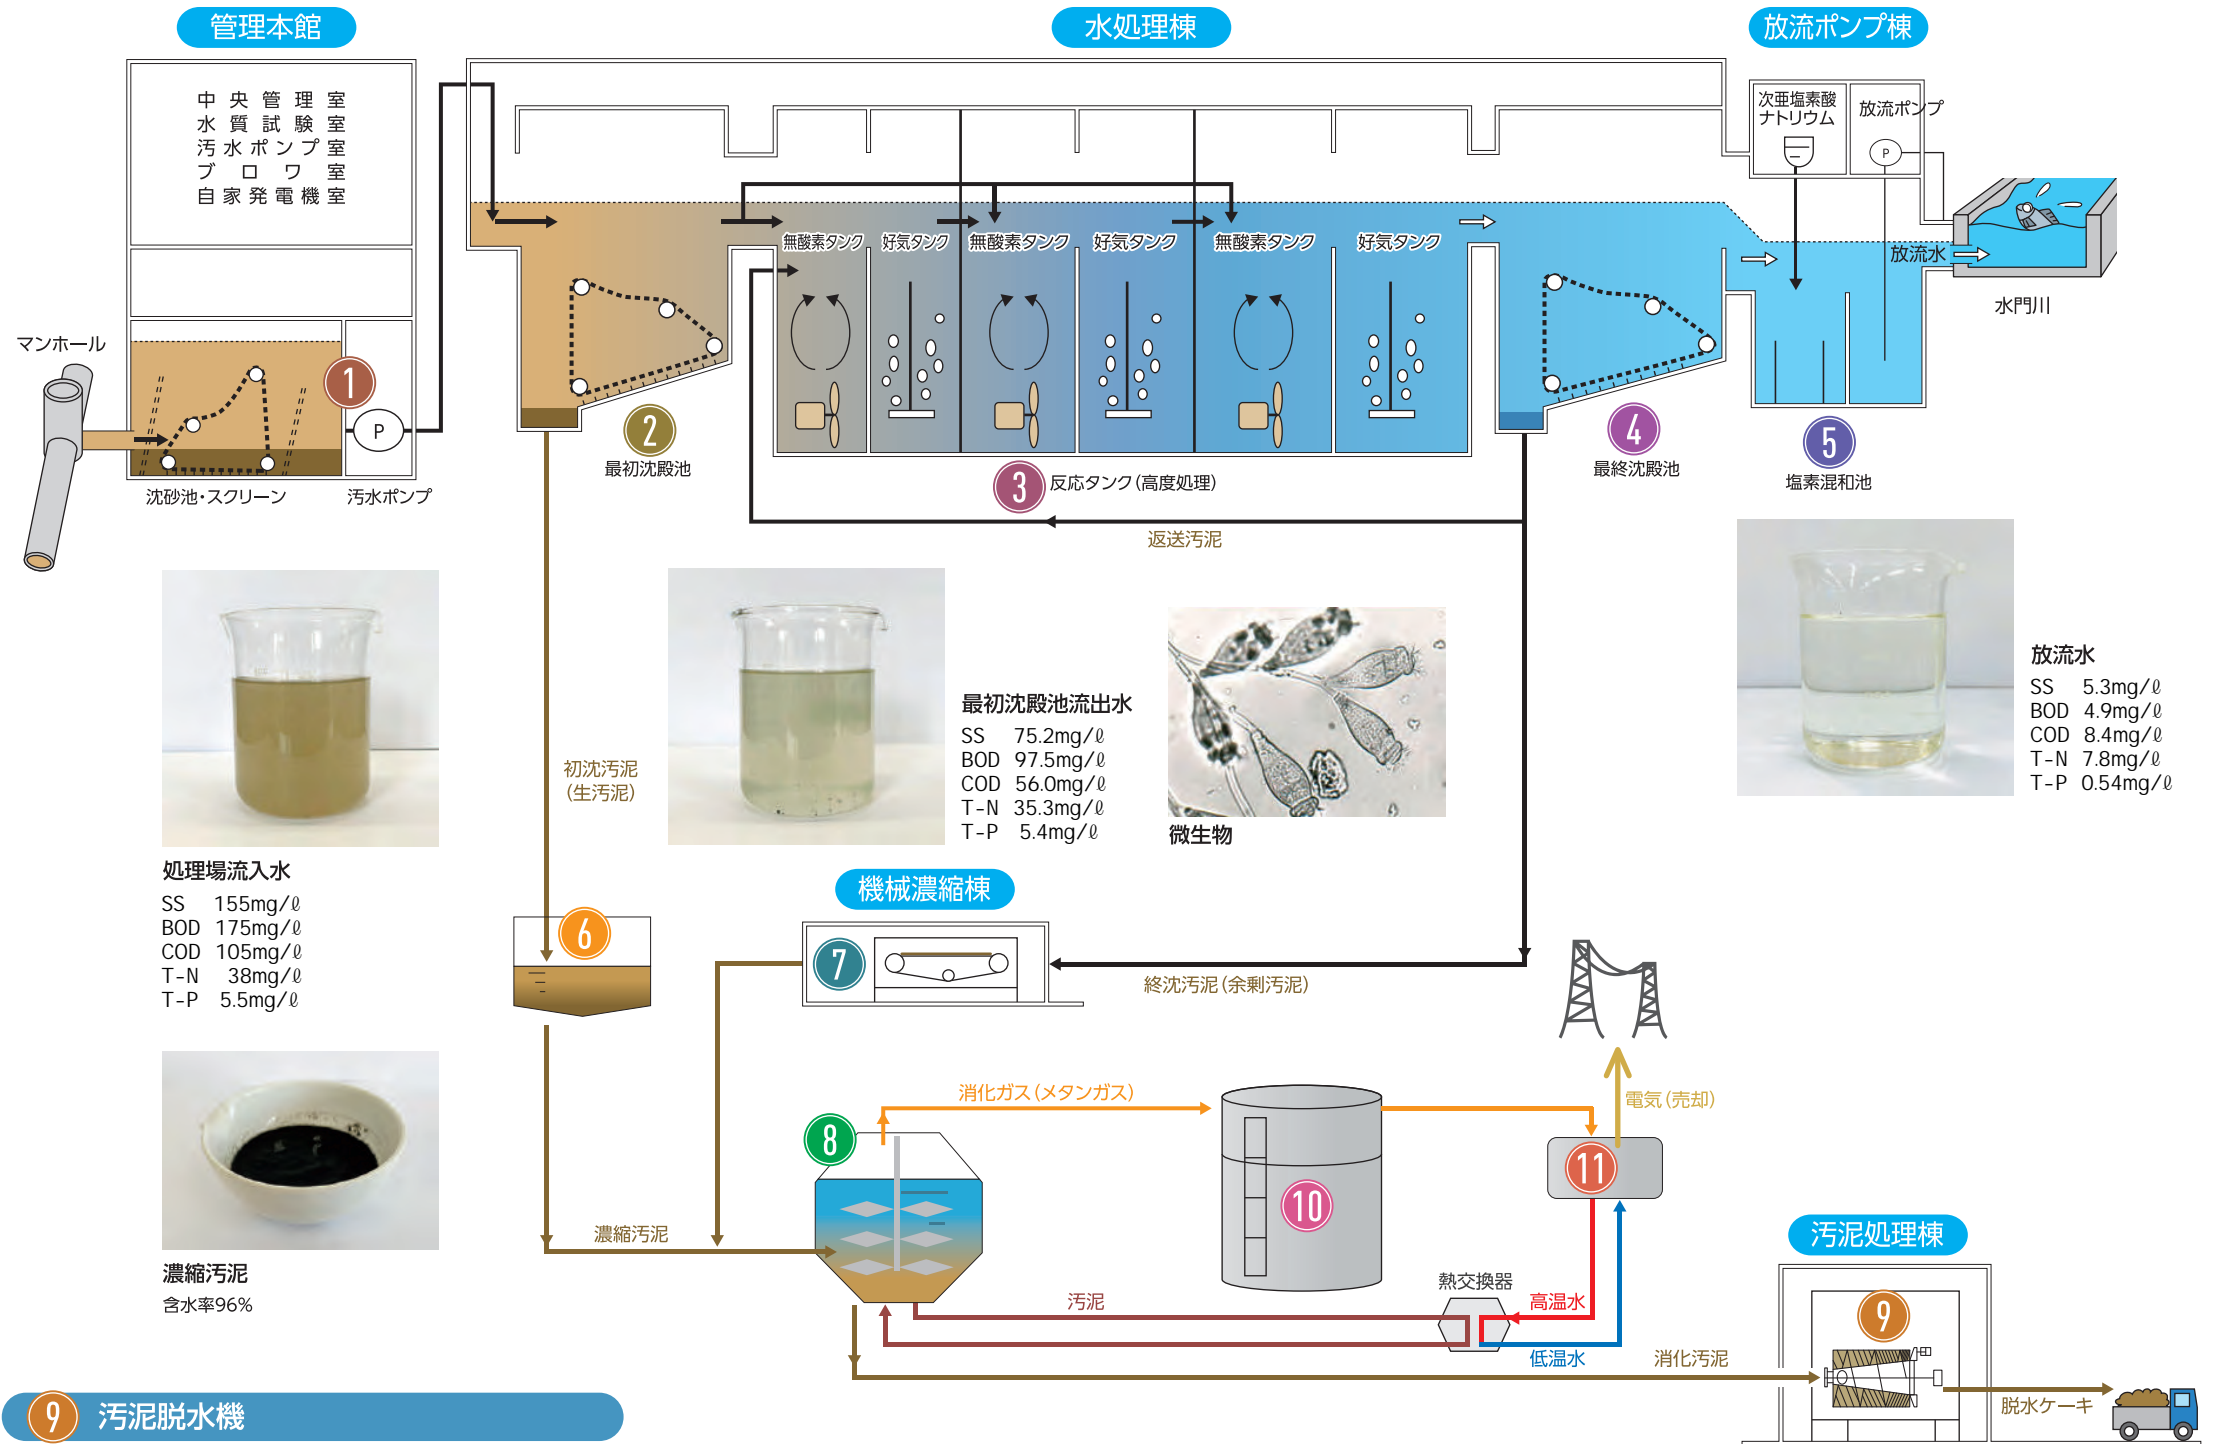 管理本館
水処理棟
放流ポンプ棟
中央管理室
水質試験室
汚水ポンプ室
ブロワ室
自家発電機室
次亜塩素酸
ナトリウム
放流ポンプ
P
無酸素タンク
好気タンク
無酸素タンク
好気タンク
無酸素タンク
好気タンク
放流水
水門川
マンホール
1
P
沈砂池・スクリーン
汚水ポンプ
2
最初沈殿池
3
反応タンク(高度処理)
4
最終沈殿池
5
塩素混和池
返送汚泥
処理場流入水
SS 155mg/ℓ
BOD 175mg/ℓ
COD 105mg/ℓ
T-N 38mg/ℓ
T-P 5.5mg/ℓ
初沈汚泥
(生汚泥)
最初沈殿池流出水
SS 75.2mg/ℓ
BOD 97.5mg/ℓ
COD 56.0mg/ℓ
T-N 35.3mg/ℓ
T-P 5.4mg/ℓ
微生物
放流水
SS 5.3mg/ℓ
BOD 4.9mg/ℓ
COD 8.4mg/ℓ
T-N 7.8mg/ℓ
T-P 0.54mg/ℓ
機械濃縮棟
6
7
終沈汚泥(余剰汚泥)
濃縮汚泥
含水率96%
濃縮汚泥
8
消化ガス(メタンガス)
10
電気(売却)
11
汚泥
熱交換器
高温水
低温水
消化汚泥
汚泥処理棟
9
脱水ケーキ
9 汚泥脱水機